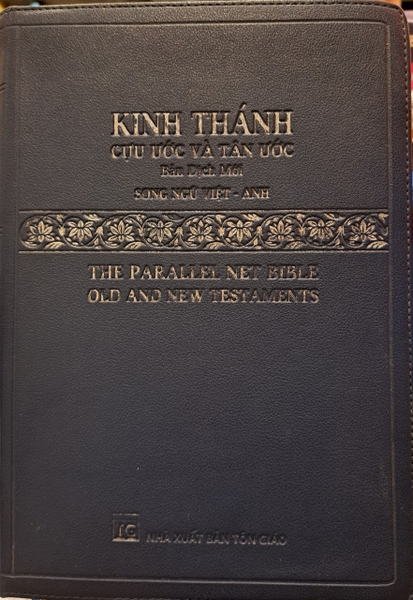 KINH THÁNH
CỰU ƯỚC VÀ TÂN ƯỚC
Bản Dịch Mới
SONG NGỮ VIỆT - ANH
THE PARALLEL NET BIBLE
OLD AND NEW TESTAMENTS
TG NHÀ XUẤT BẢN TÔN GIÁO